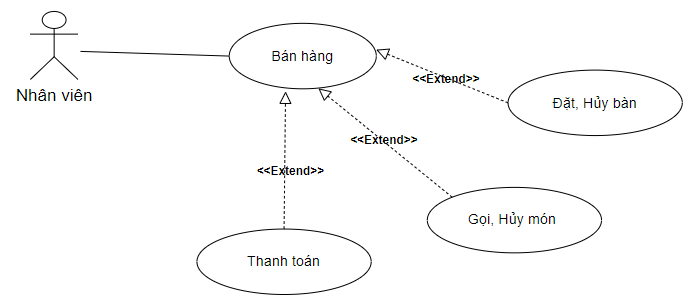 Bán hàng
Nhân viên
<<Extend>>
Đặt, Hủy bàn
<<Extend>>
<<Extend>>
Gọi, Hủy món
Thanh toán